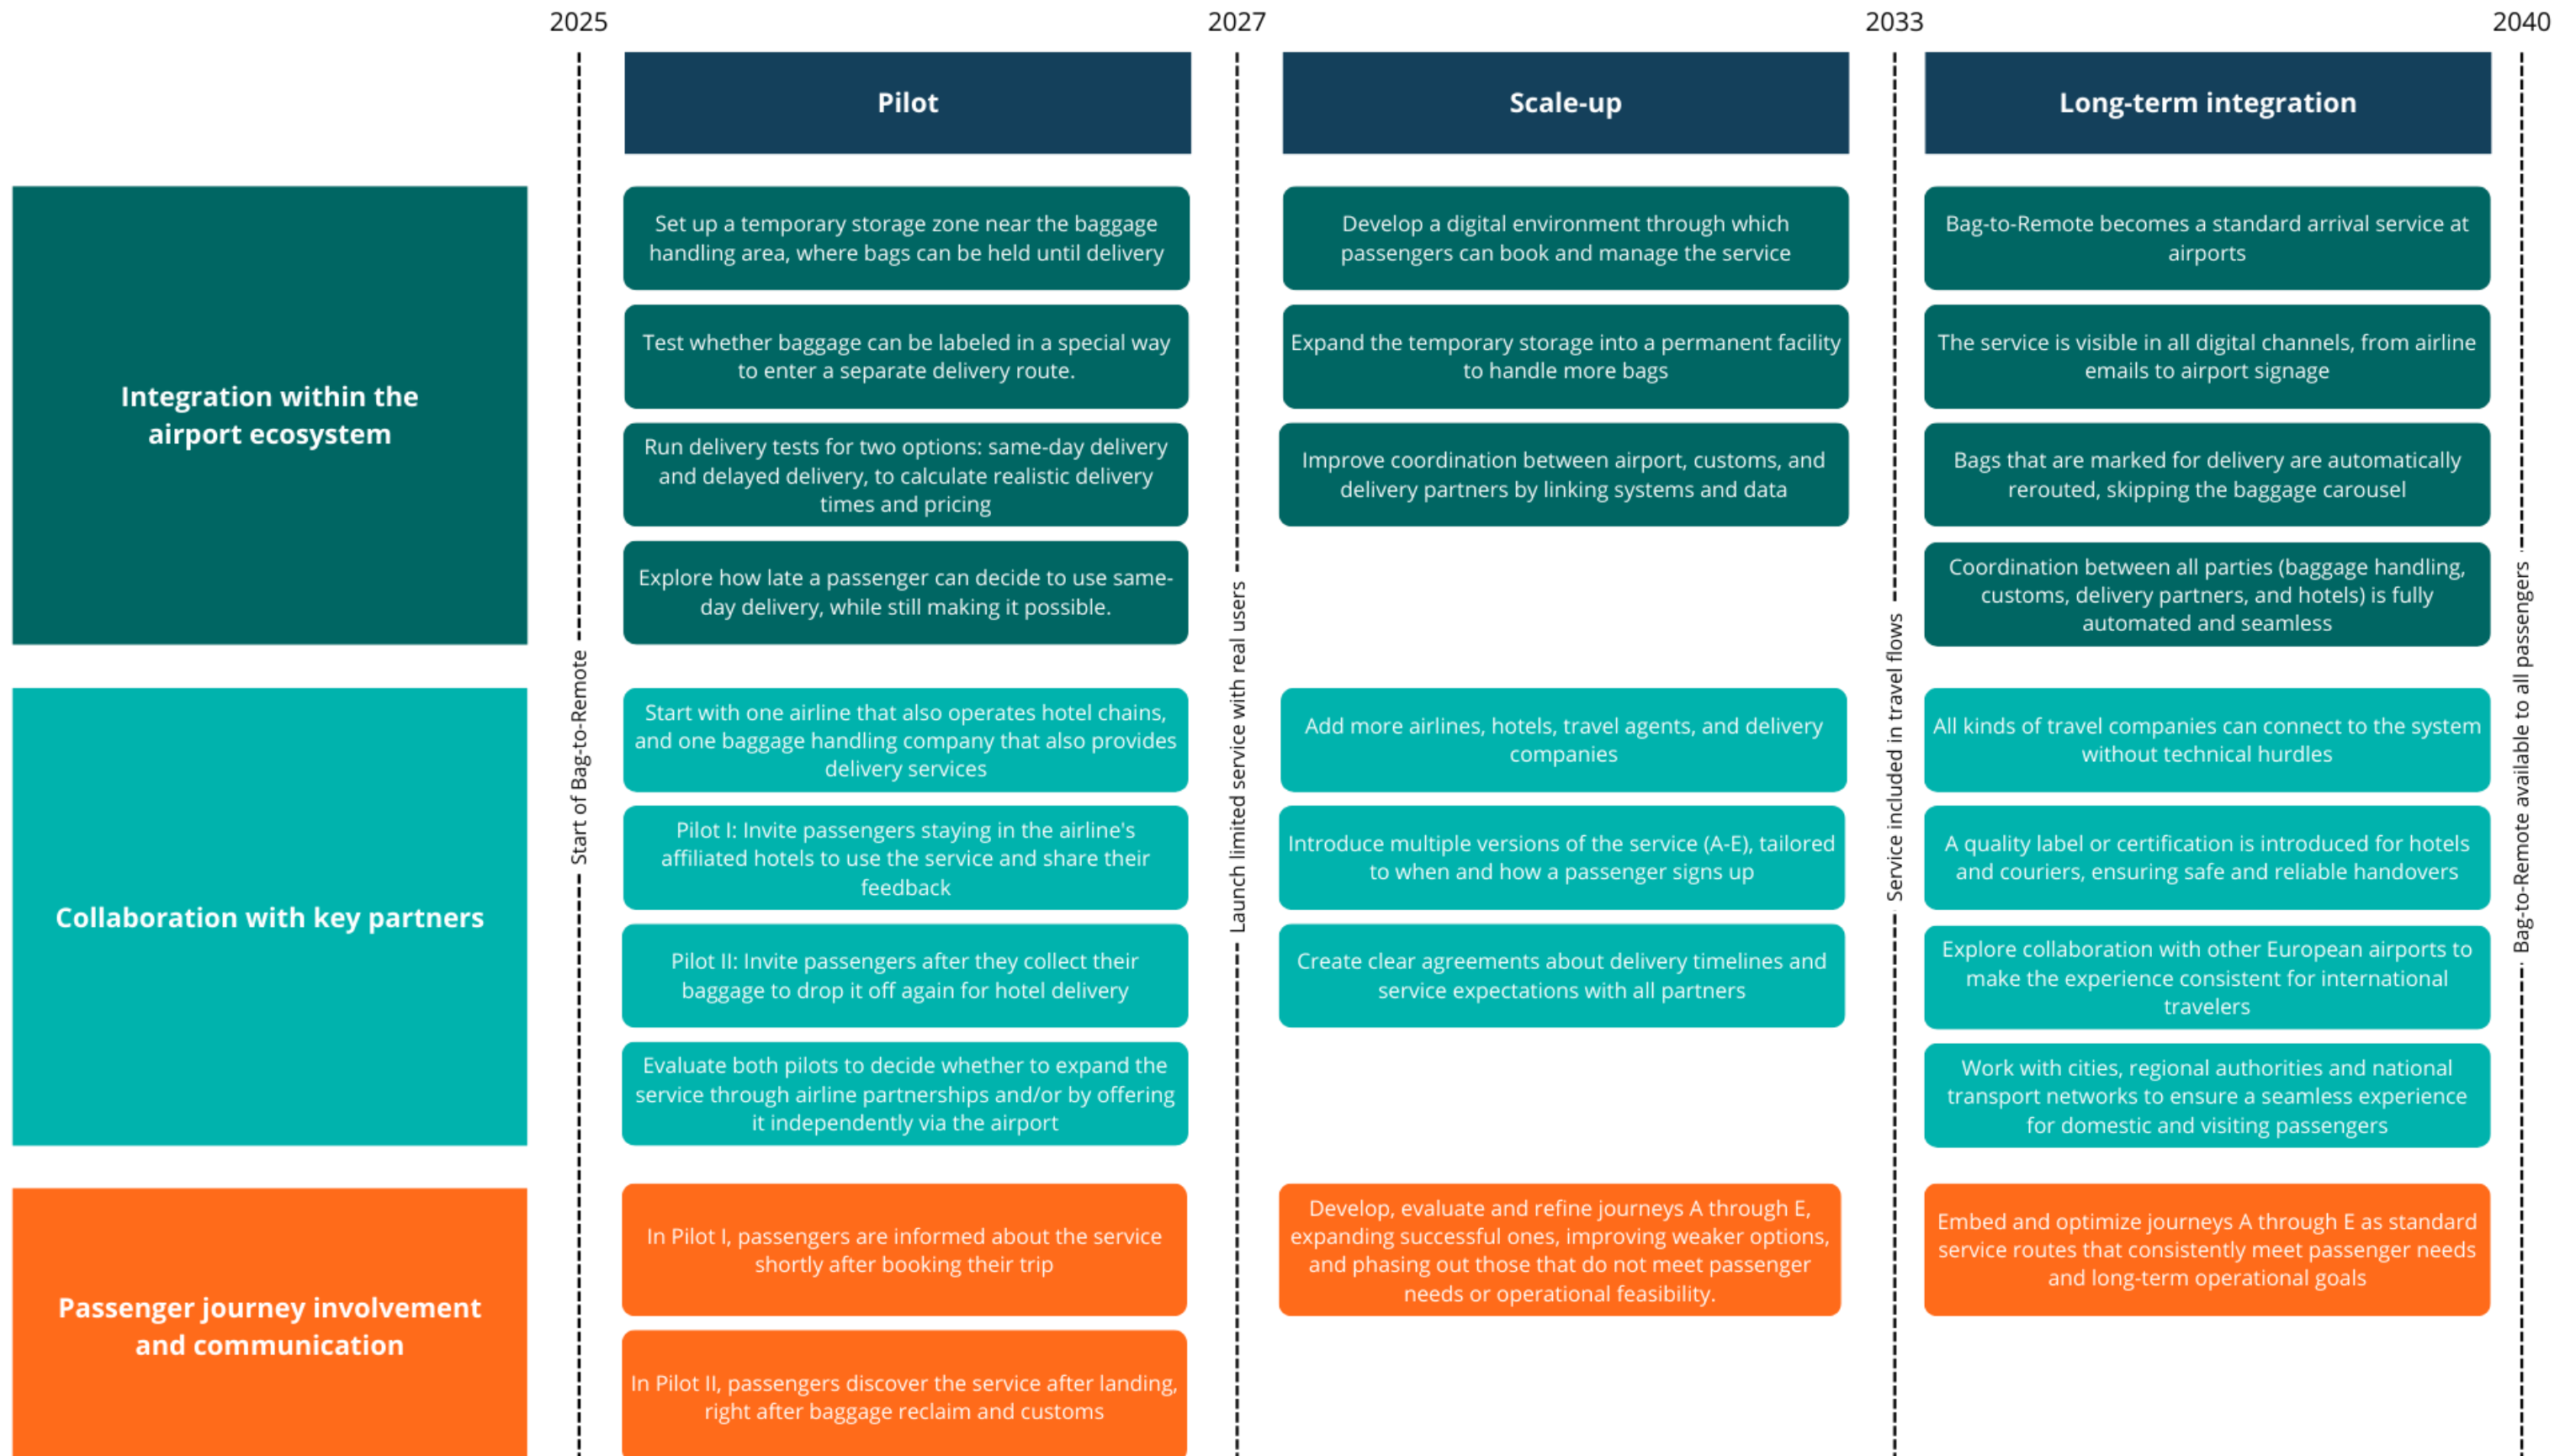 2025
2027
2033
2040
Pilot
Scale-up
Long-term integration
Integration within the
airport ecosystem
Set up a temporary storage zone near the baggage
handling area, where bags can be held until delivery
Test whether baggage can be labeled in a special way
to enter a separate delivery route.
Run delivery tests for two options: same-day delivery
and delayed delivery, to calculate realistic delivery
times and pricing
Explore how late a passenger can decide to use same-
day delivery, while still making it possible.
Develop a digital environment through which
passengers can book and manage the service
Expand the temporary storage into a permanent facility
to handle more bags
Improve coordination between airport, customs, and
delivery partners by linking systems and data
Bag-to-Remote becomes a standard arrival service at
airports
The service is visible in all digital channels, from airline
emails to airport signage
Bags that are marked for delivery are automatically
rerouted, skipping the baggage carousel
Coordination between all parties (baggage handling,
customs, delivery partners, and hotels) is fully
automated and seamless
Start of Bag-to-Remote
Launch limited service with real users
Service included in travel flows
Bag-to-Remote available to all passengers
Collaboration with key partners
Start with one airline that also operates hotel chains,
and one baggage handling company that also provides
delivery services
Pilot I: Invite passengers staying in the airline's
affiliated hotels to use the service and share their
feedback
Pilot II: Invite passengers after they collect their
baggage to drop it off again for hotel delivery
Evaluate both pilots to decide whether to expand the
service through airline partnerships and/or by offering
it independently via the airport
Add more airlines, hotels, travel agents, and delivery
companies
Introduce multiple versions of the service (A-E), tailored
to when and how a passenger signs up
Create clear agreements about delivery timelines and
service expectations with all partners
All kinds of travel companies can connect to the system
without technical hurdles
A quality label or certification is introduced for hotels
and couriers, ensuring safe and reliable handovers
Explore collaboration with other European airports to
make the experience consistent for international
travelers
Work with cities, regional authorities and national
transport networks to ensure a seamless experience
for domestic and visiting passengers
Passenger journey involvement
and communication
In Pilot I, passengers are informed about the service
shortly after booking their trip
In Pilot II, passengers discover the service after landing,
right after baggage reclaim and customs
Develop, evaluate and refine journeys A through E,
expanding successful ones, improving weaker options,
and phasing out those that do not meet passenger
needs or operational feasibility.
Embed and optimize journeys A through E as standard
service routes that consistently meet passenger needs
and long-term operational goals